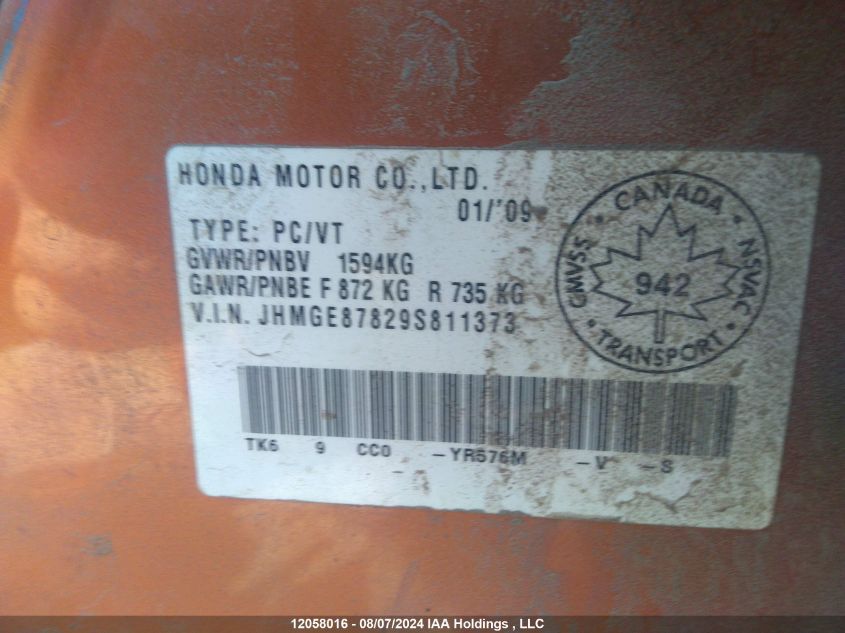 HONDA MOTOR CO.,LTD.
01/'09
TYPE: PC/VT
GVWR/PNBV 1594KG
GAWR/PNBE F 872 KG R 735 KG
V.I.N. JHMGE87829S811373
CANADA
CMVSS
NSVAC
942
TRANSPORT
TK6 9 CC0 -YR576M -V -S
12058016 - 08/07/2024 IAA Holdings , LLC